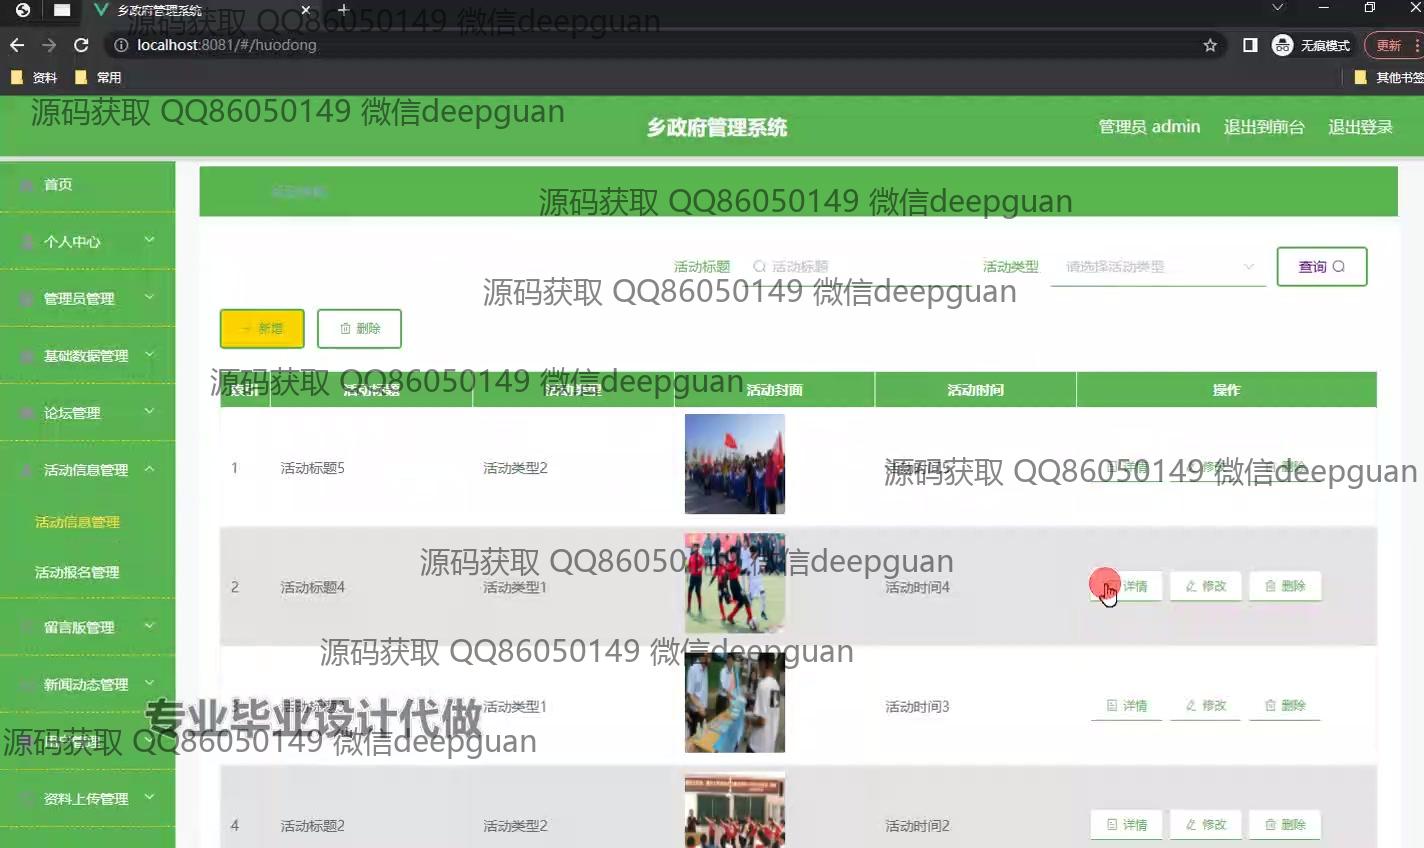 乡政府管理系统
localhost:8081/#/huodong
无痕模式
更新
资料
常用
其他书签
源码获取 QQ86050149 微信deepguan
源码获取 QQ86050149 微信deepguan
乡政府管理系统
管理员 admin
退出到前台
退出登录
首页
个人中心
管理员管理
基础数据管理
论坛管理
活动信息管理
活动信息管理
活动报名管理
留言版管理
新闻动态管理
资料上传管理
源码获取 QQ86050149 微信deepguan
活动标题
活动标题
活动类型
请选择活动类型
查询
源码获取 QQ86050149 微信deepguan
新增
删除
源码获取 QQ86050149 微信deepguan
活动标题
活动类型
活动封面
活动时间
操作
1 活动标题5 活动类型2 活动时间5 详情 修改 删除
源码获取 QQ86050149 微信deepguan
源码获取 QQ86050149 微信deepguan
2 活动标题4 活动类型1 活动时间4 详情 修改 删除
源码获取 QQ86050149 微信deepguan
3 活动标题3 活动类型1 活动时间3 详情 修改 删除
专业毕业设计代做
源码获取 QQ86050149 微信deepguan
4 活动标题2 活动类型2 活动时间2 详情 修改 删除